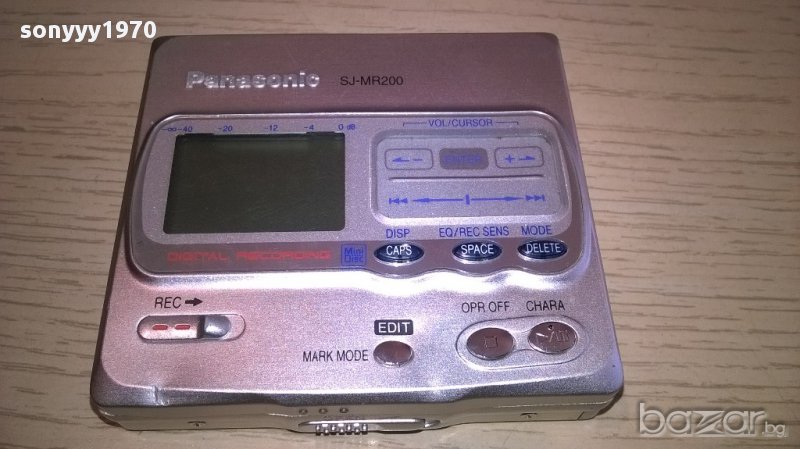 sonyyy1970
Panasonic SJ-MR200
-∞-40 -20 -12 -4 0 dB
VOL/CURSOR
← − ENTER + →
DISP EQ/REC SENS MODE
CAPS SPACE DELETE
DIGITAL RECORDING Mini Disc
REC →
OPR OFF CHARA
EDIT
MARK MODE
bazar.bg